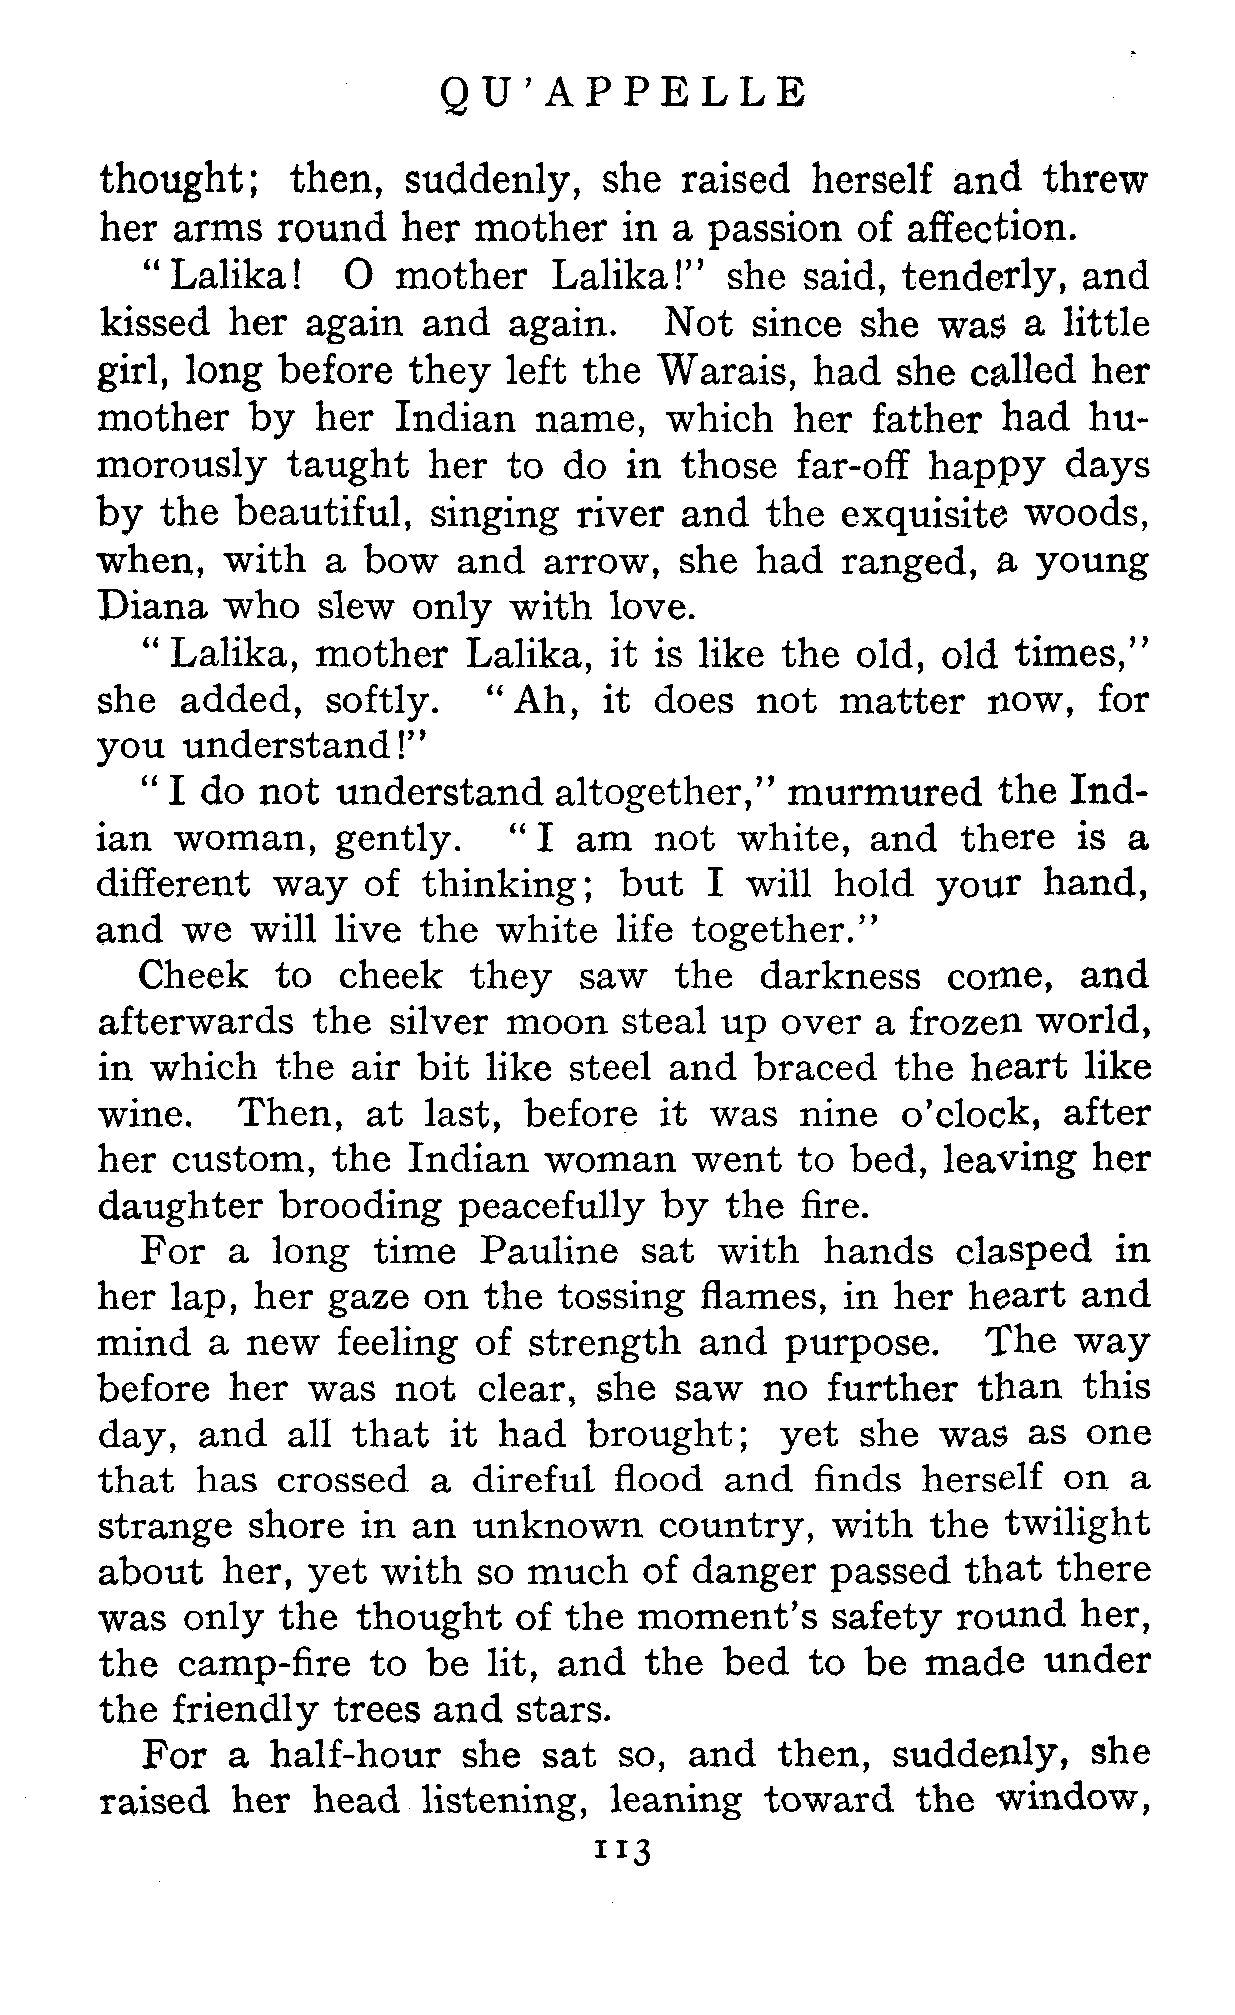 QU'APPELLE
thought; then, suddenly, she raised herself and threw
her arms round her mother in a passion of affection.
"Lalika! O mother Lalika!" she said, tenderly, and
kissed her again and again. Not since she was a little
girl, long before they left the Warais, had she called her
mother by her Indian name, which her father had hu-
morously taught her to do in those far-off happy days
by the beautiful, singing river and the exquisite woods,
when, with a bow and arrow, she had ranged, a young
Diana who slew only with love.
"Lalika, mother Lalika, it is like the old, old times,"
she added, softly. "Ah, it does not matter now, for
you understand!"
"I do not understand altogether," murmured the Ind-
ian woman, gently. "I am not white, and there is a
different way of thinking; but I will hold your hand,
and we will live the white life together."
Cheek to cheek they saw the darkness come, and
afterwards the silver moon steal up over a frozen world,
in which the air bit like steel and braced the heart like
wine. Then, at last, before it was nine o'clock, after
her custom, the Indian woman went to bed, leaving her
daughter brooding peacefully by the fire.
For a long time Pauline sat with hands clasped in
her lap, her gaze on the tossing flames, in her heart and
mind a new feeling of strength and purpose. The way
before her was not clear, she saw no further than this
day, and all that it had brought; yet she was as one
that has crossed a direful flood and finds herself on a
strange shore in an unknown country, with the twilight
about her, yet with so much of danger passed that there
was only the thought of the moment's safety round her,
the camp-fire to be lit, and the bed to be made under
the friendly trees and stars.
For a half-hour she sat so, and then, suddenly, she
raised her head listening, leaning toward the window,
113